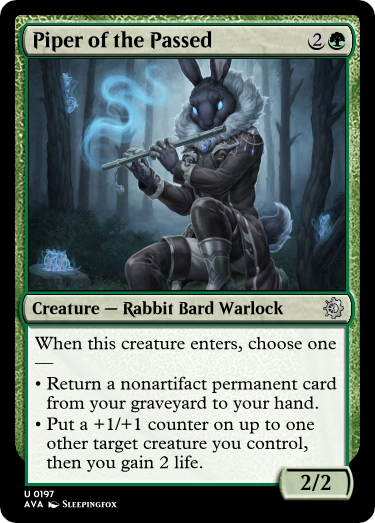 Piper of the Passed 2
Creature — Rabbit Bard Warlock
When this creature enters, choose one
—
• Return a nonartifact permanent card
from your graveyard to your hand.
• Put a +1/+1 counter on up to one
other target creature you control,
then you gain 2 life.
2/2
U 0197
AVA SLEEPINGFOX